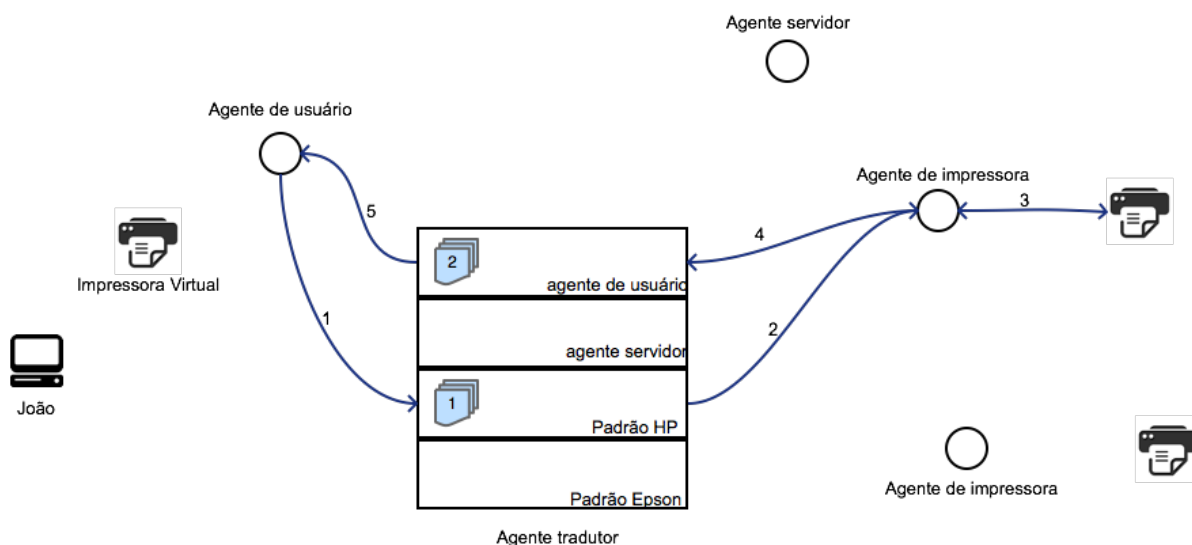 Agente servidor
Agente de usuário
Agente de impressora
3
5
4
2
agente de usuário
Impressora Virtual
1
2
agente servidor
João
1
Padrão HP
Agente de impressora
Padrão Epson
Agente tradutor